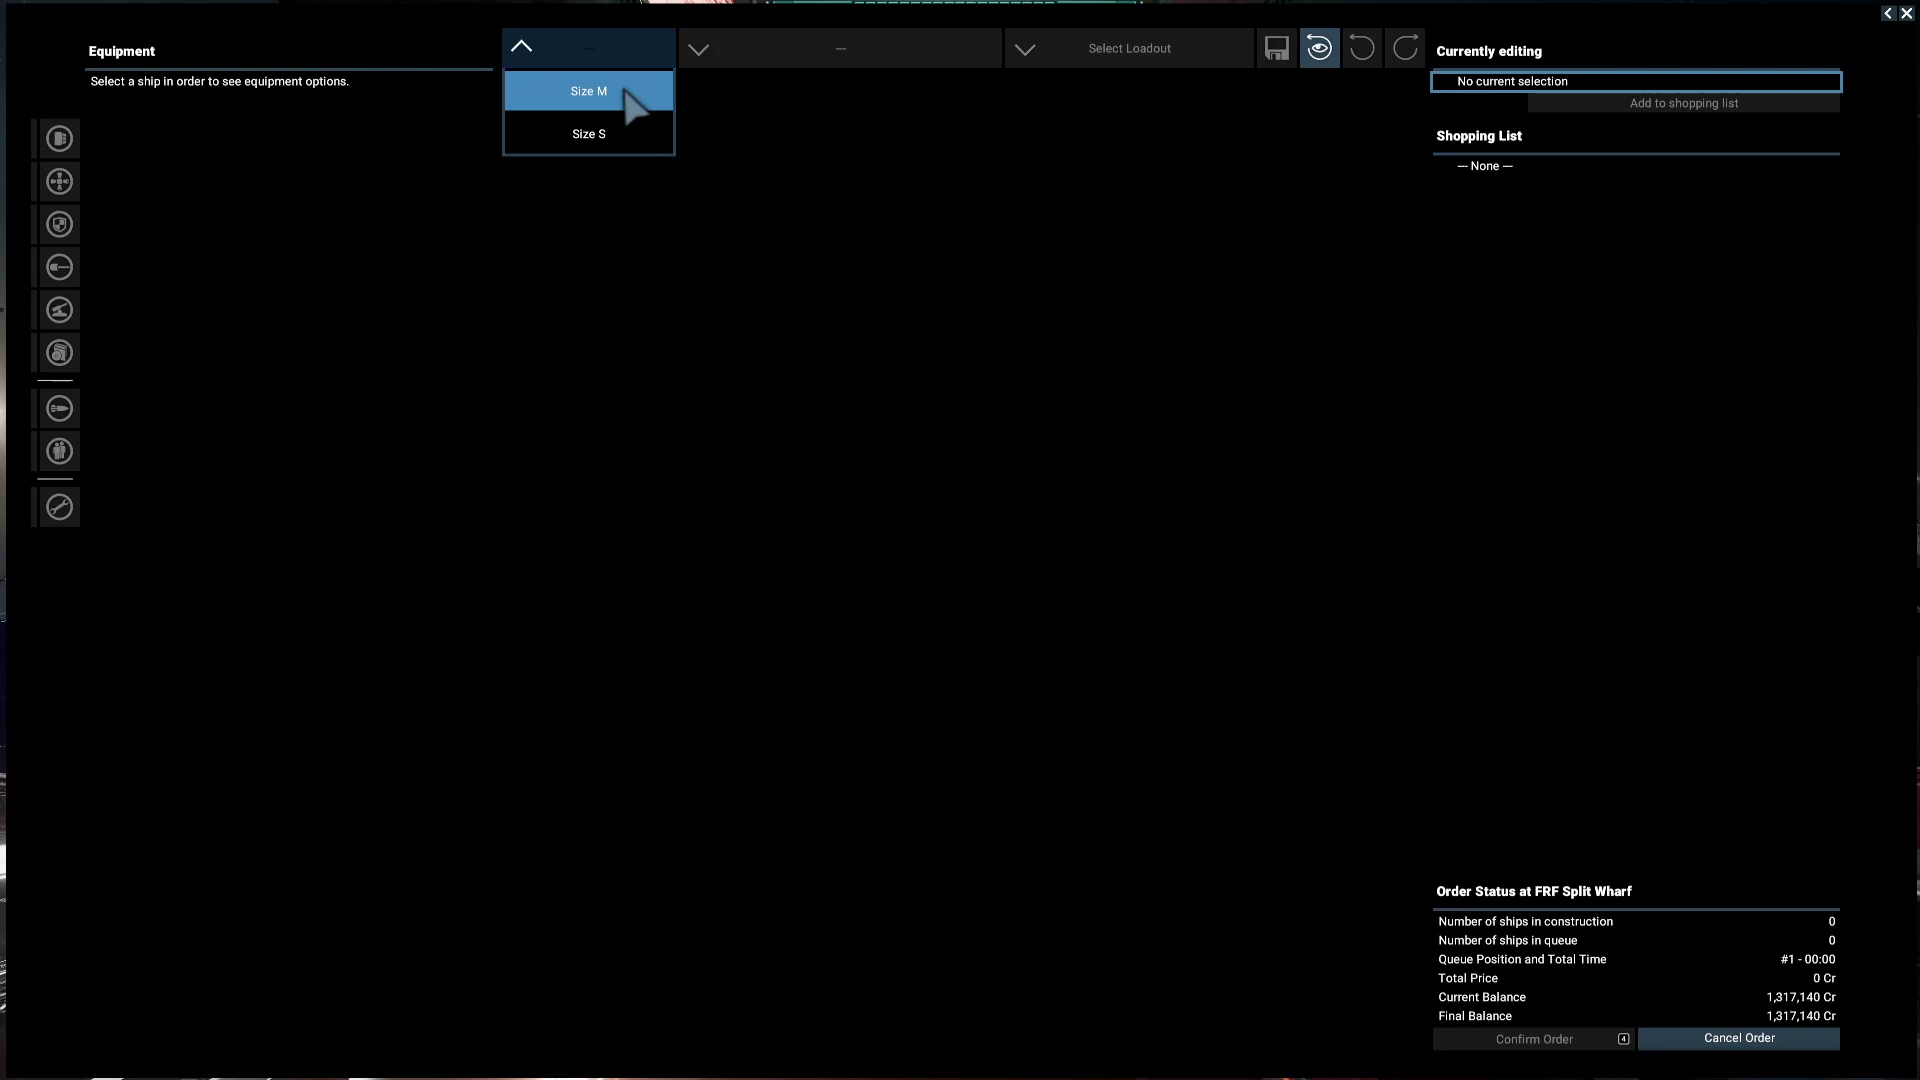 Equipment
Select a ship in order to see equipment options.
---
Size M
Size S
---
Select Loadout
Currently editing
No current selection
Add to shopping list
Shopping List
— None —
Order Status at FRF Split Wharf
Number of ships in construction 0
Number of ships in queue 0
Queue Position and Total Time #1 - 00:00
Total Price 0 Cr
Current Balance 1,317,140 Cr
Final Balance 1,317,140 Cr
Confirm Order 4
Cancel Order